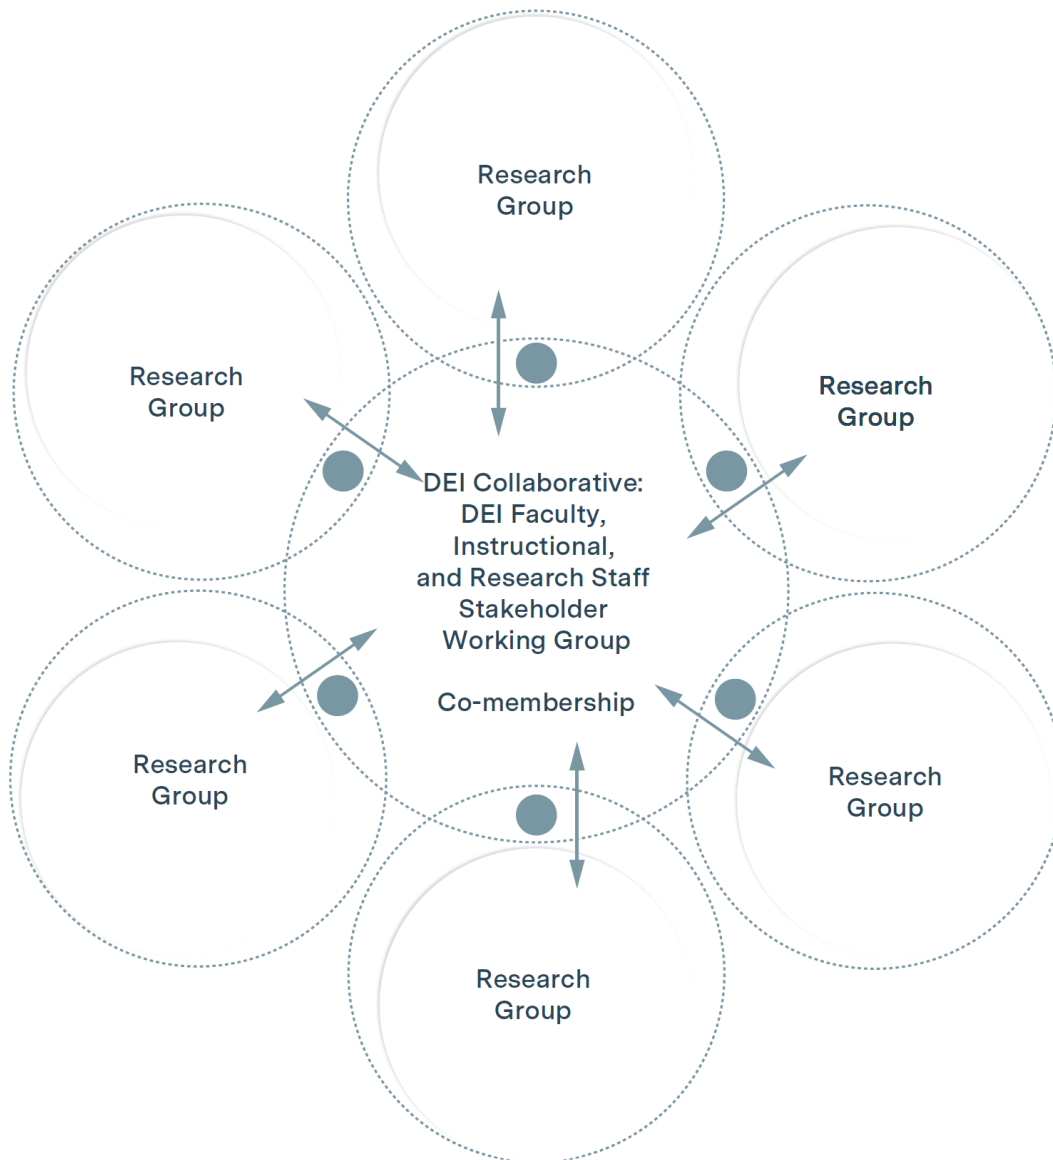 Research
Group
Research
Group
Research
Group
DEI Collaborative:
DEI Faculty,
Instructional,
and Research Staff
Stakeholder
Working Group
Co-membership
Research
Group
Research
Group
Research
Group